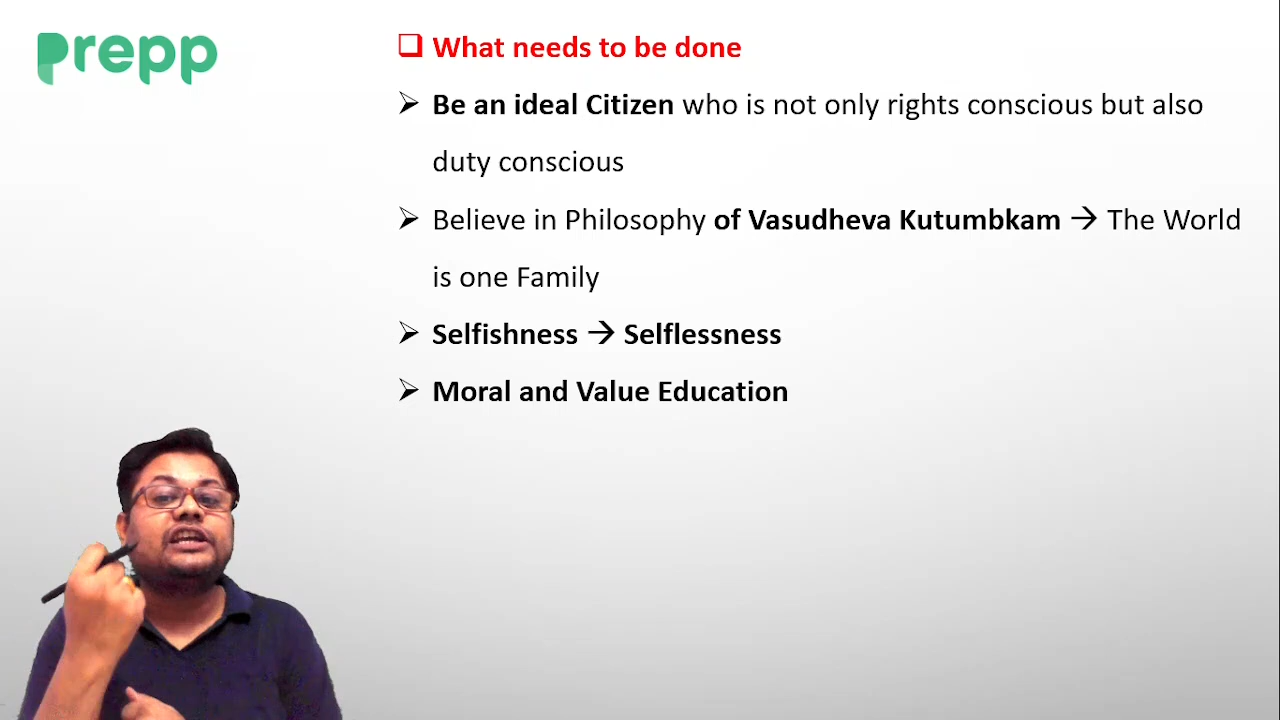 prepp
What needs to be done
Be an ideal Citizen who is not only rights conscious but also
duty conscious
Believe in Philosophy of Vasudheva Kutumbkam → The World
is one Family
Selfishness → Selflessness
Moral and Value Education